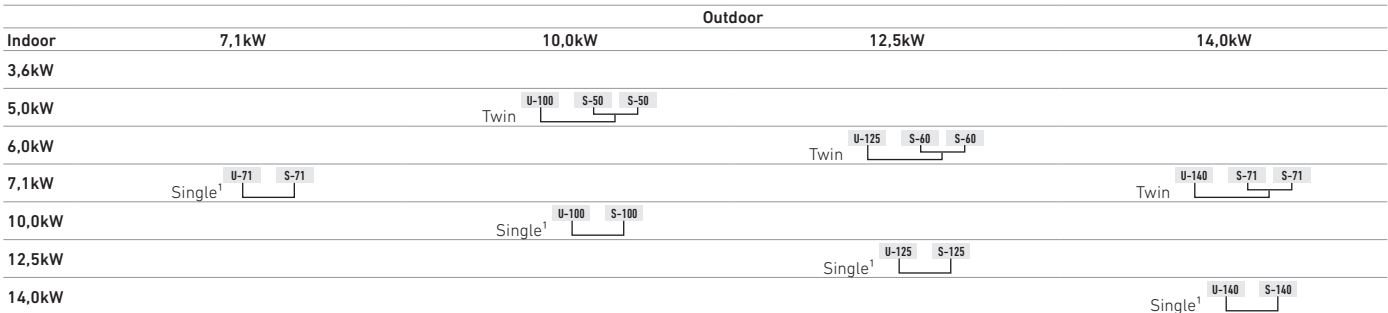 Outdoor
Indoor 7,1kW 10,0kW 12,5kW 14,0kW
3,6kW
5,0kW Twin U-100 S-50 S-50
6,0kW Twin U-125 S-60 S-60
7,1kW Single¹ U-71 S-71 Twin U-140 S-71 S-71
10,0kW Single¹ U-100 S-100
12,5kW Single¹ U-125 S-125
14,0kW Single¹ U-140 S-140